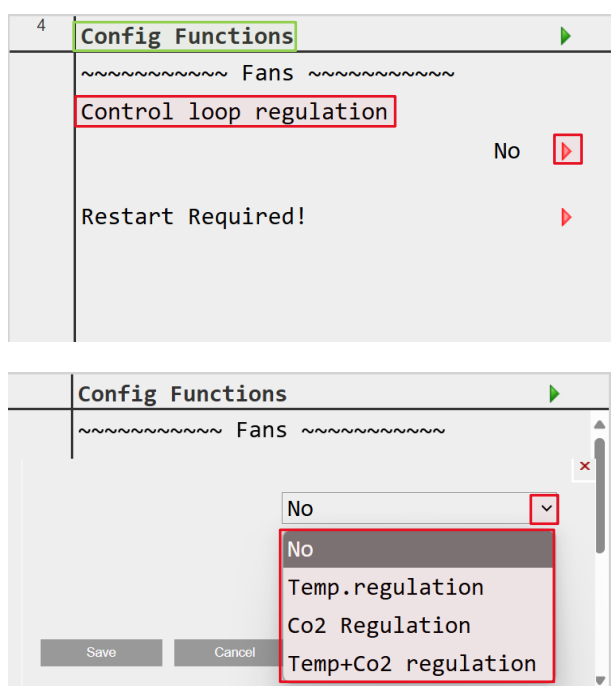 4
Config Functions
~~~~~~~~~~~ Fans ~~~~~~~~~~~
Control loop regulation
No
Restart Required!
Config Functions
~~~~~~~~~~~ Fans ~~~~~~~~~~~
×
No
No
Temp.regulation
Co2 Regulation
Save Cancel
Temp+Co2 regulation